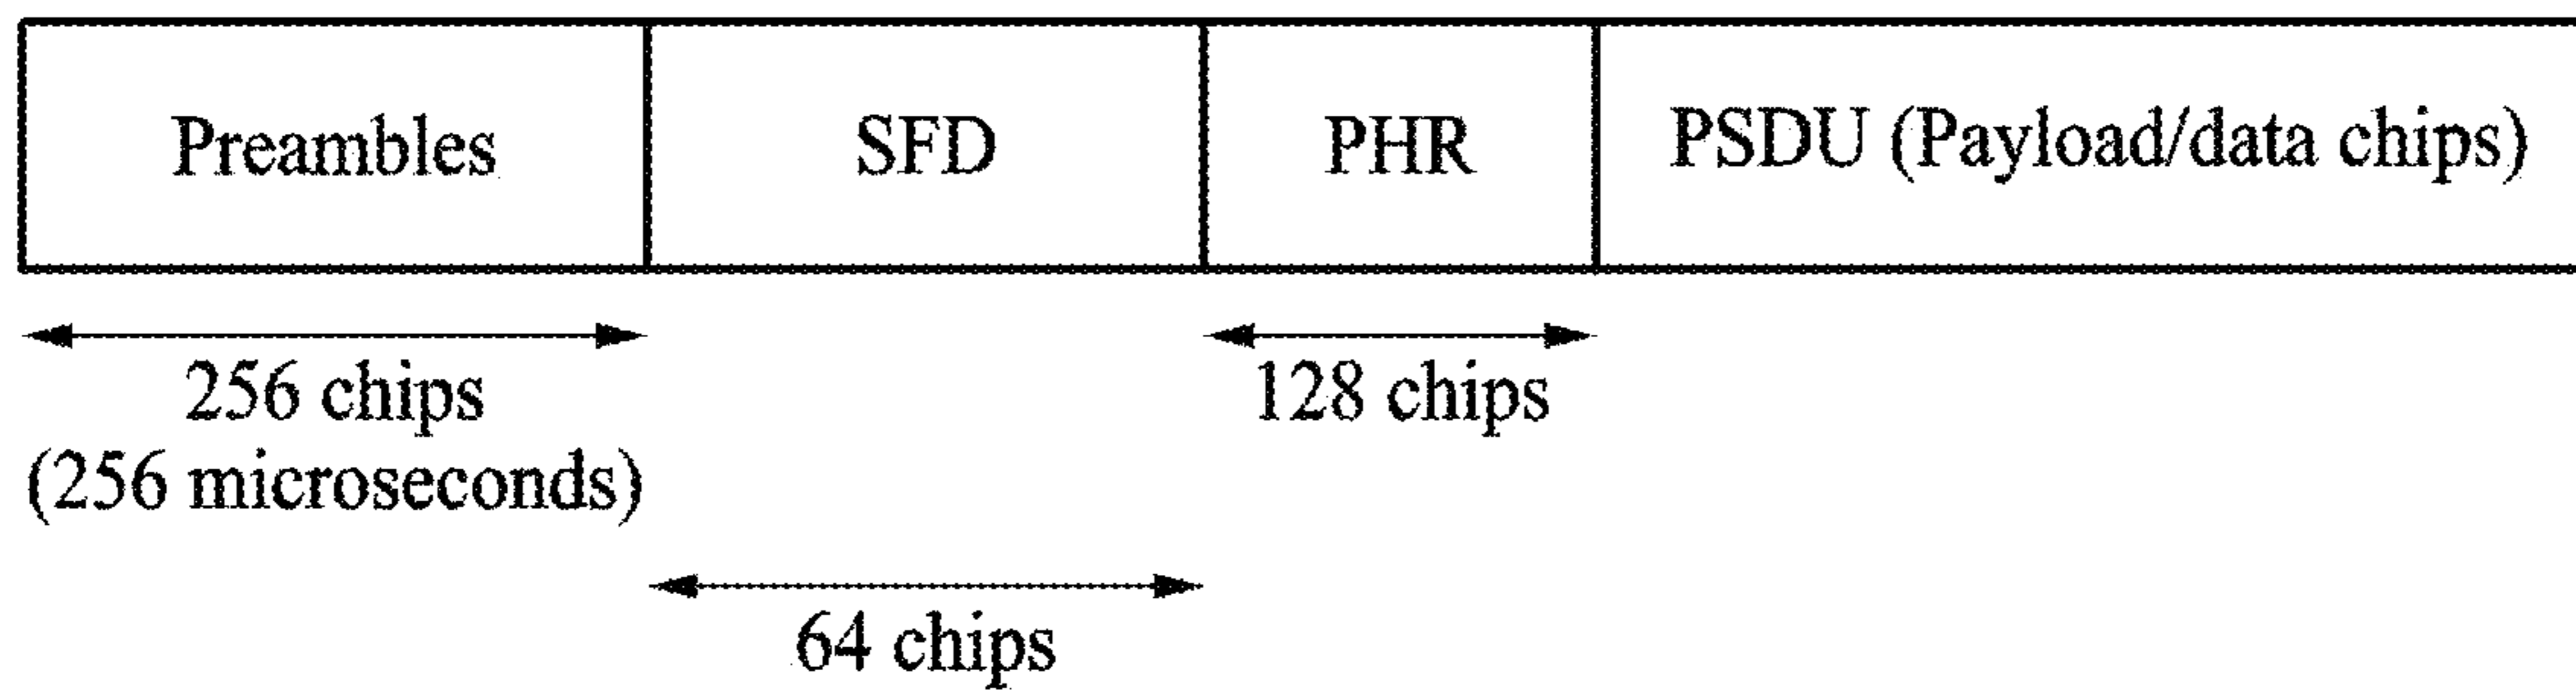 Preambles
SFD
PHR
PSDU (Payload/data chips)
256 chips
(256 microseconds)
128 chips
64 chips